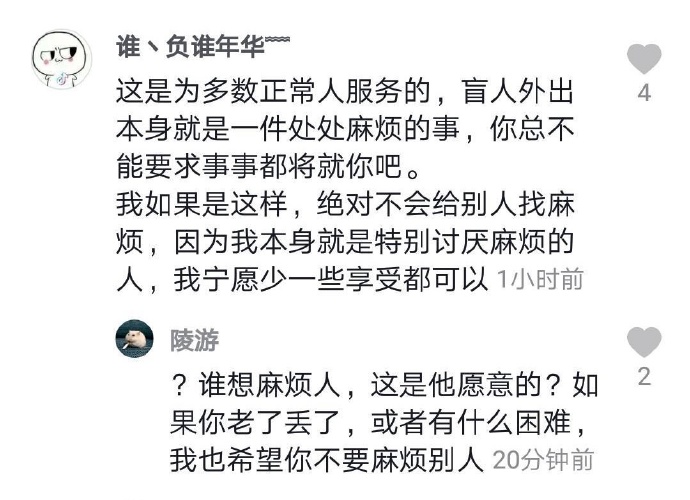 谁丶负谁年华﹌
这是为多数正常人服务的，盲人外出
本身就是一件处处麻烦的事，你总不
能要求事事都将就你吧。
我如果是这样，绝对不会给别人找麻
烦，因为我本身就是特别讨厌麻烦的
人，我宁愿少一些享受都可以 1小时前
4
陵游
？谁想麻烦人，这是他愿意的？如
果你老了丢了，或者有什么困难，
我也希望你不要麻烦别人 20分钟前
2